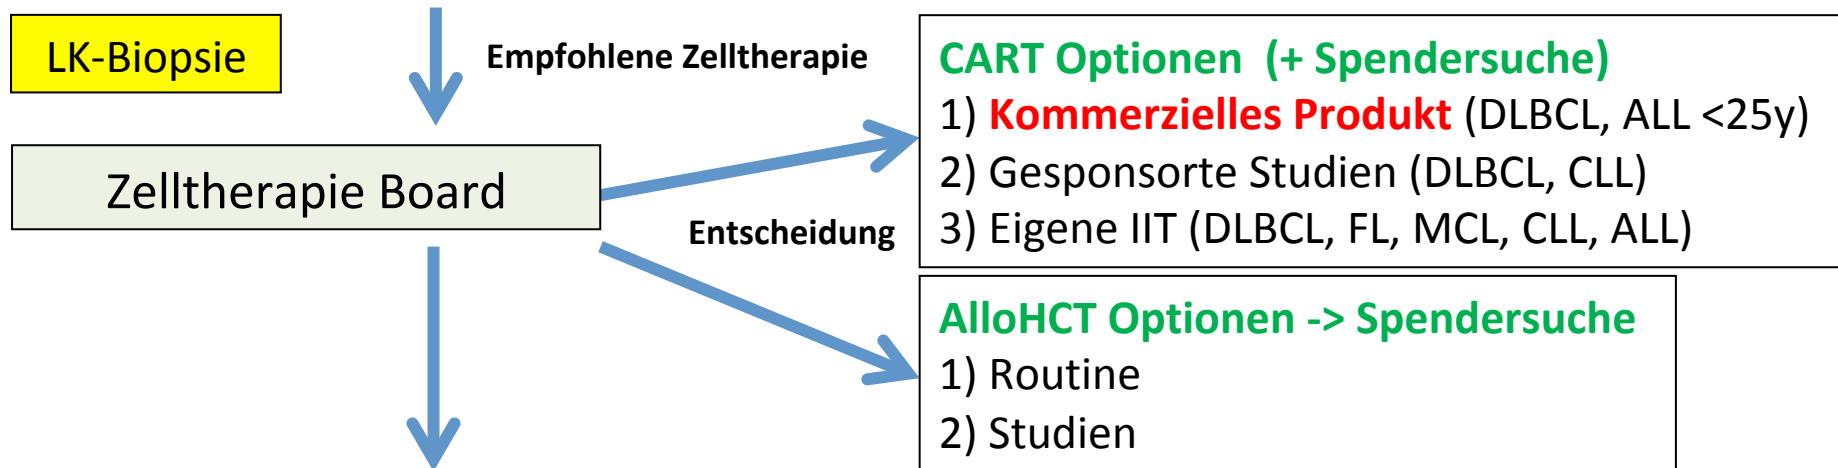 LK-Biopsie
Empfohlene Zelltherapie
Zelltherapie Board
Entscheidung
CART Optionen (+ Spendersuche)
1) Kommerzielles Produkt (DLBCL, ALL <25y)
2) Gesponsorte Studien (DLBCL, CLL)
3) Eigene IIT (DLBCL, FL, MCL, CLL, ALL)
AlloHCT Optionen -> Spendersuche
1) Routine
2) Studien